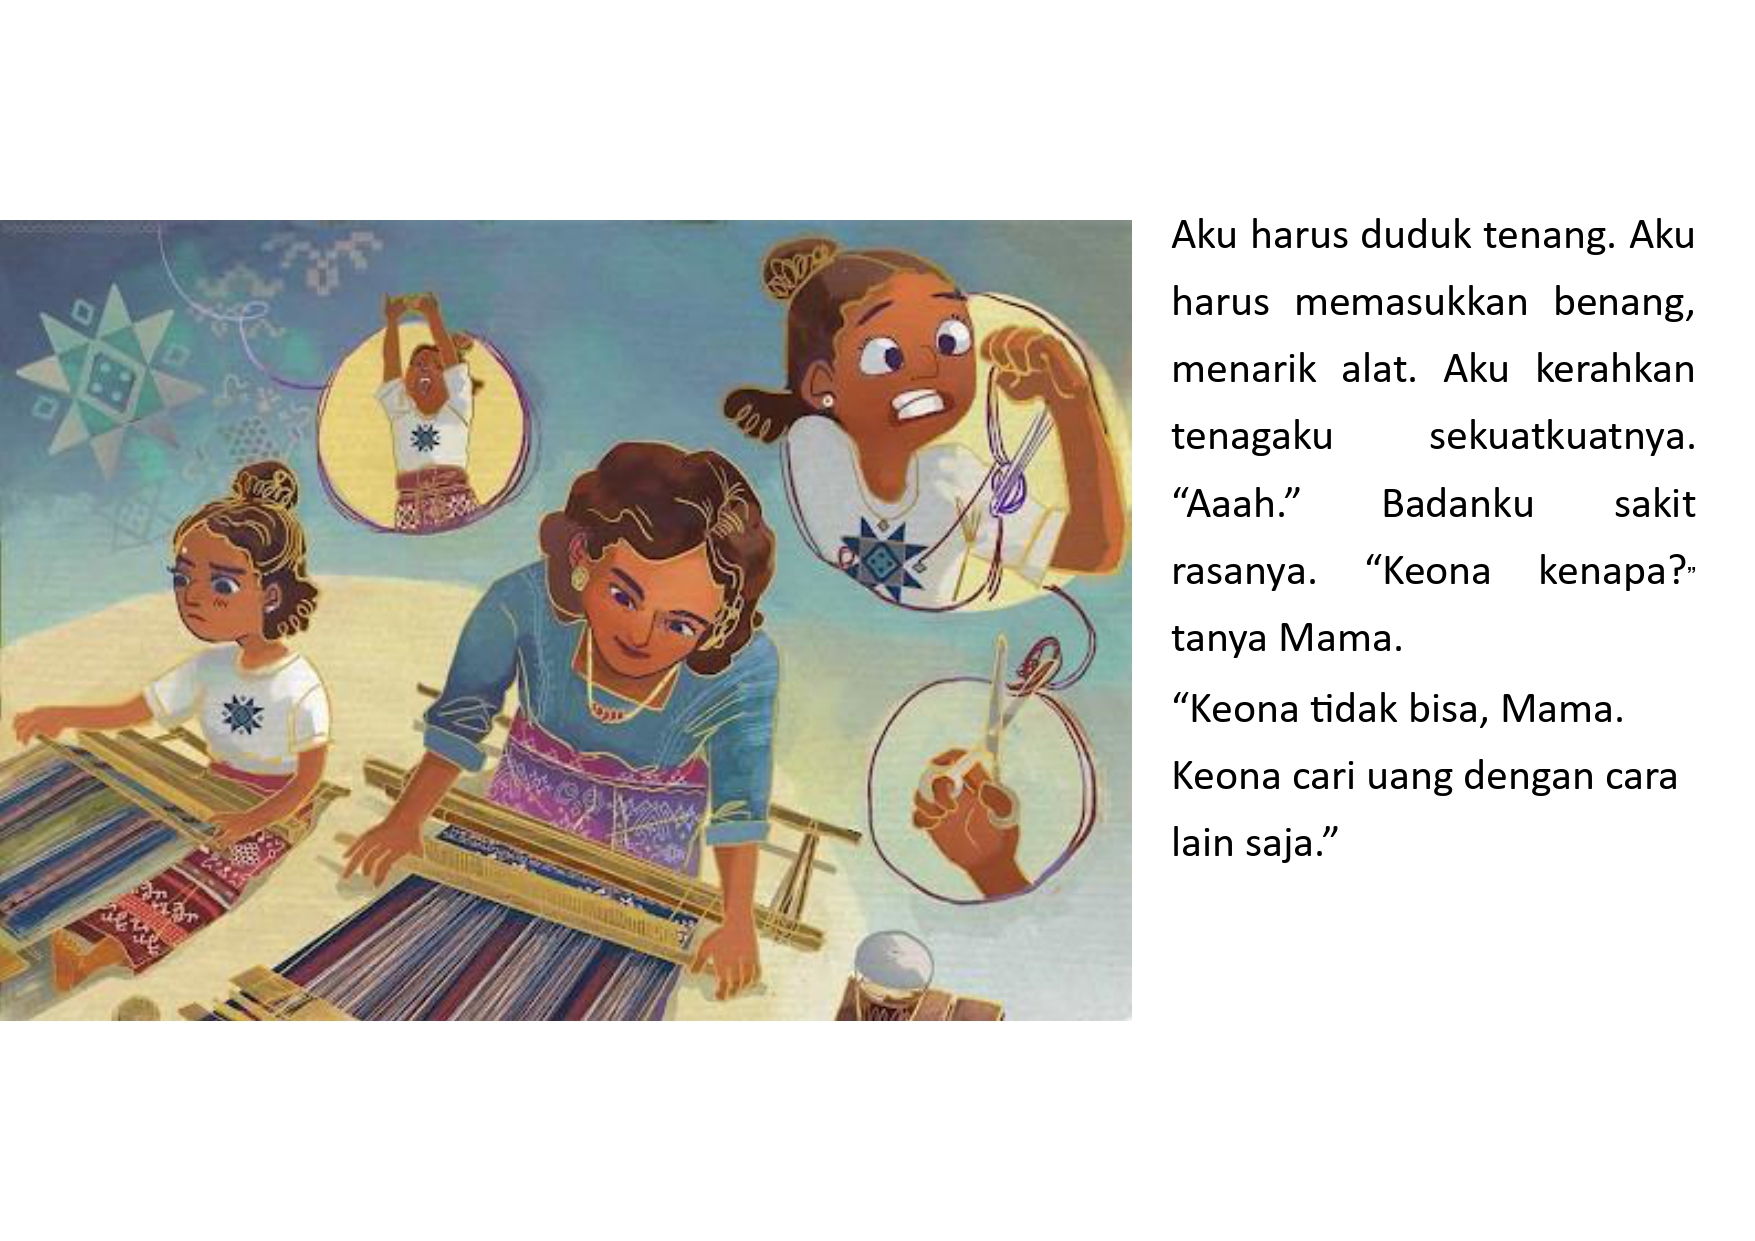 Aku harus duduk tenang. Aku
harus memasukkan benang,
menarik alat. Aku kerahkan
tenagaku sekuatkuatnya.
“Aaah.” Badanku sakit
rasanya. “Keona kenapa?”
tanya Mama.
“Keona tidak bisa, Mama.
Keona cari uang dengan cara
lain saja.”